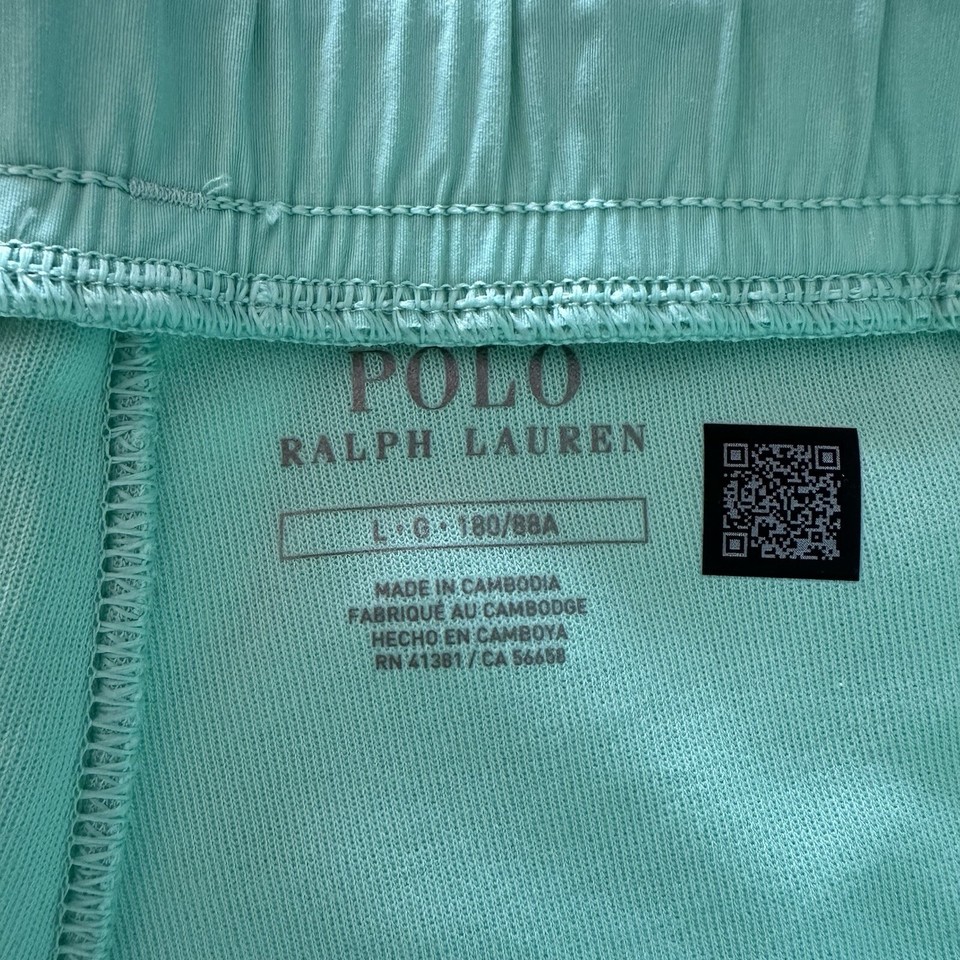 POLO
RALPH LAUREN
L • G • 180/88A
MADE IN CAMBODIA
FABRIQUÉ AU CAMBODGE
HECHO EN CAMBOYA
RN 41381 / CA 56658